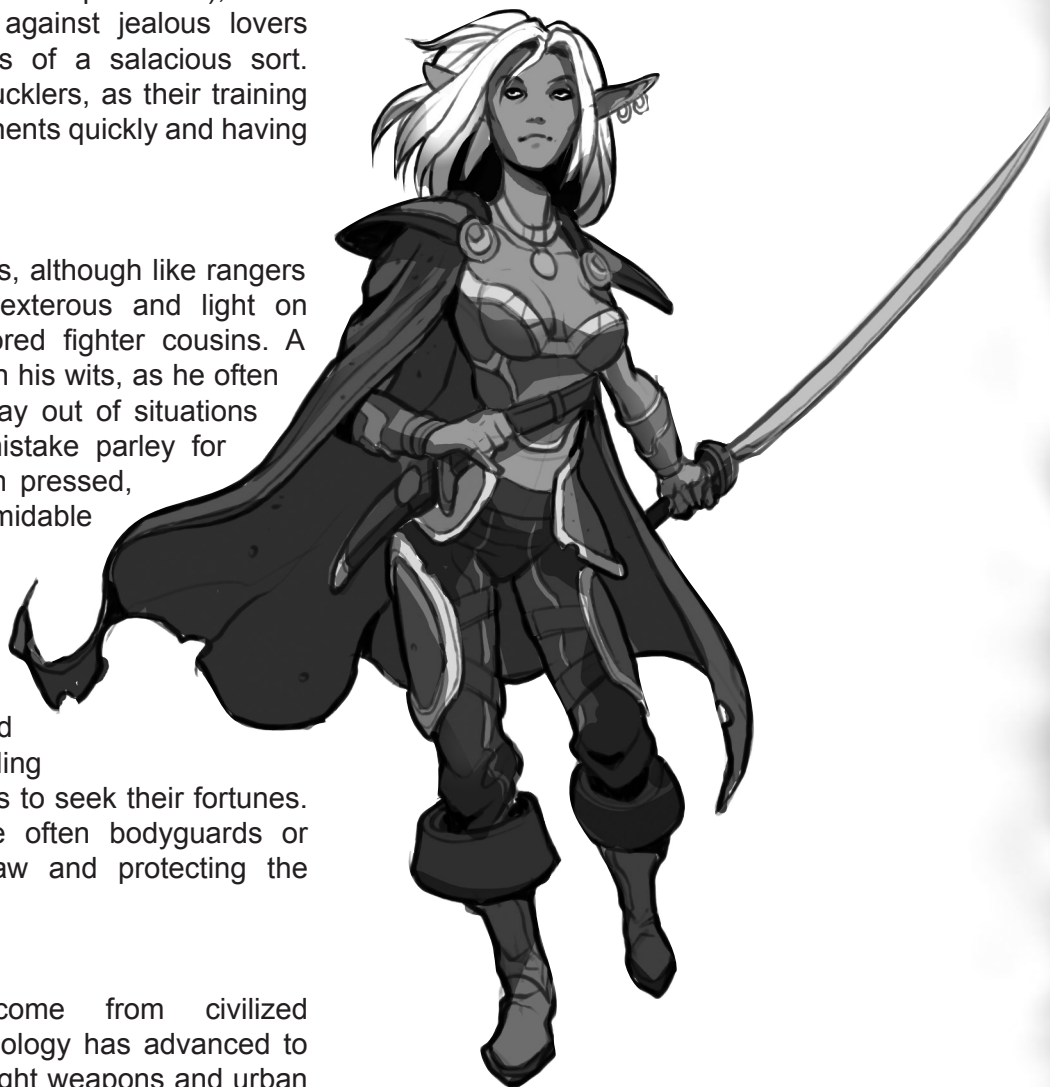 against jealous lovers
s of a salacious sort.
ucklers, as their training
ments quickly and having
s, although like rangers
exterous and light on
ored fighter cousins. A
n his wits, as he often
ay out of situations
mistake parley for
n pressed,
midable
d
ling
s to seek their fortunes.
e often bodyguards or
aw and protecting the
come from civilized
ology has advanced to
ght weapons and urban